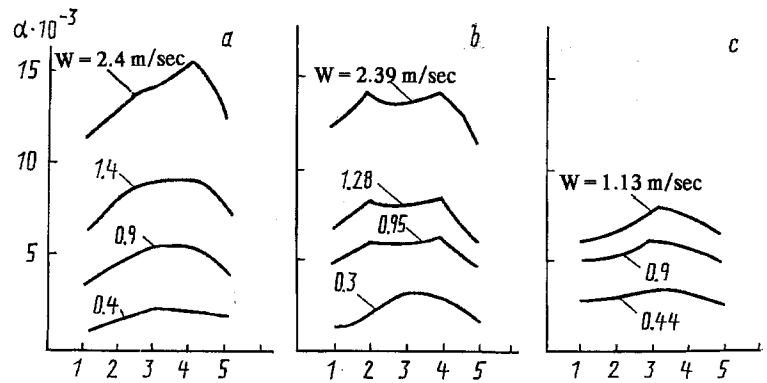 α·10⁻³
a
b
c
W = 2.4 m/sec
W = 2.39 m/sec
15
10
1.4
1.28
W = 1.13 m/sec
0.9
0.95
5
0.3
0.9
0.4
0.44
1 2 3 4 5
1 2 3 4 5
1 2 3 4 5